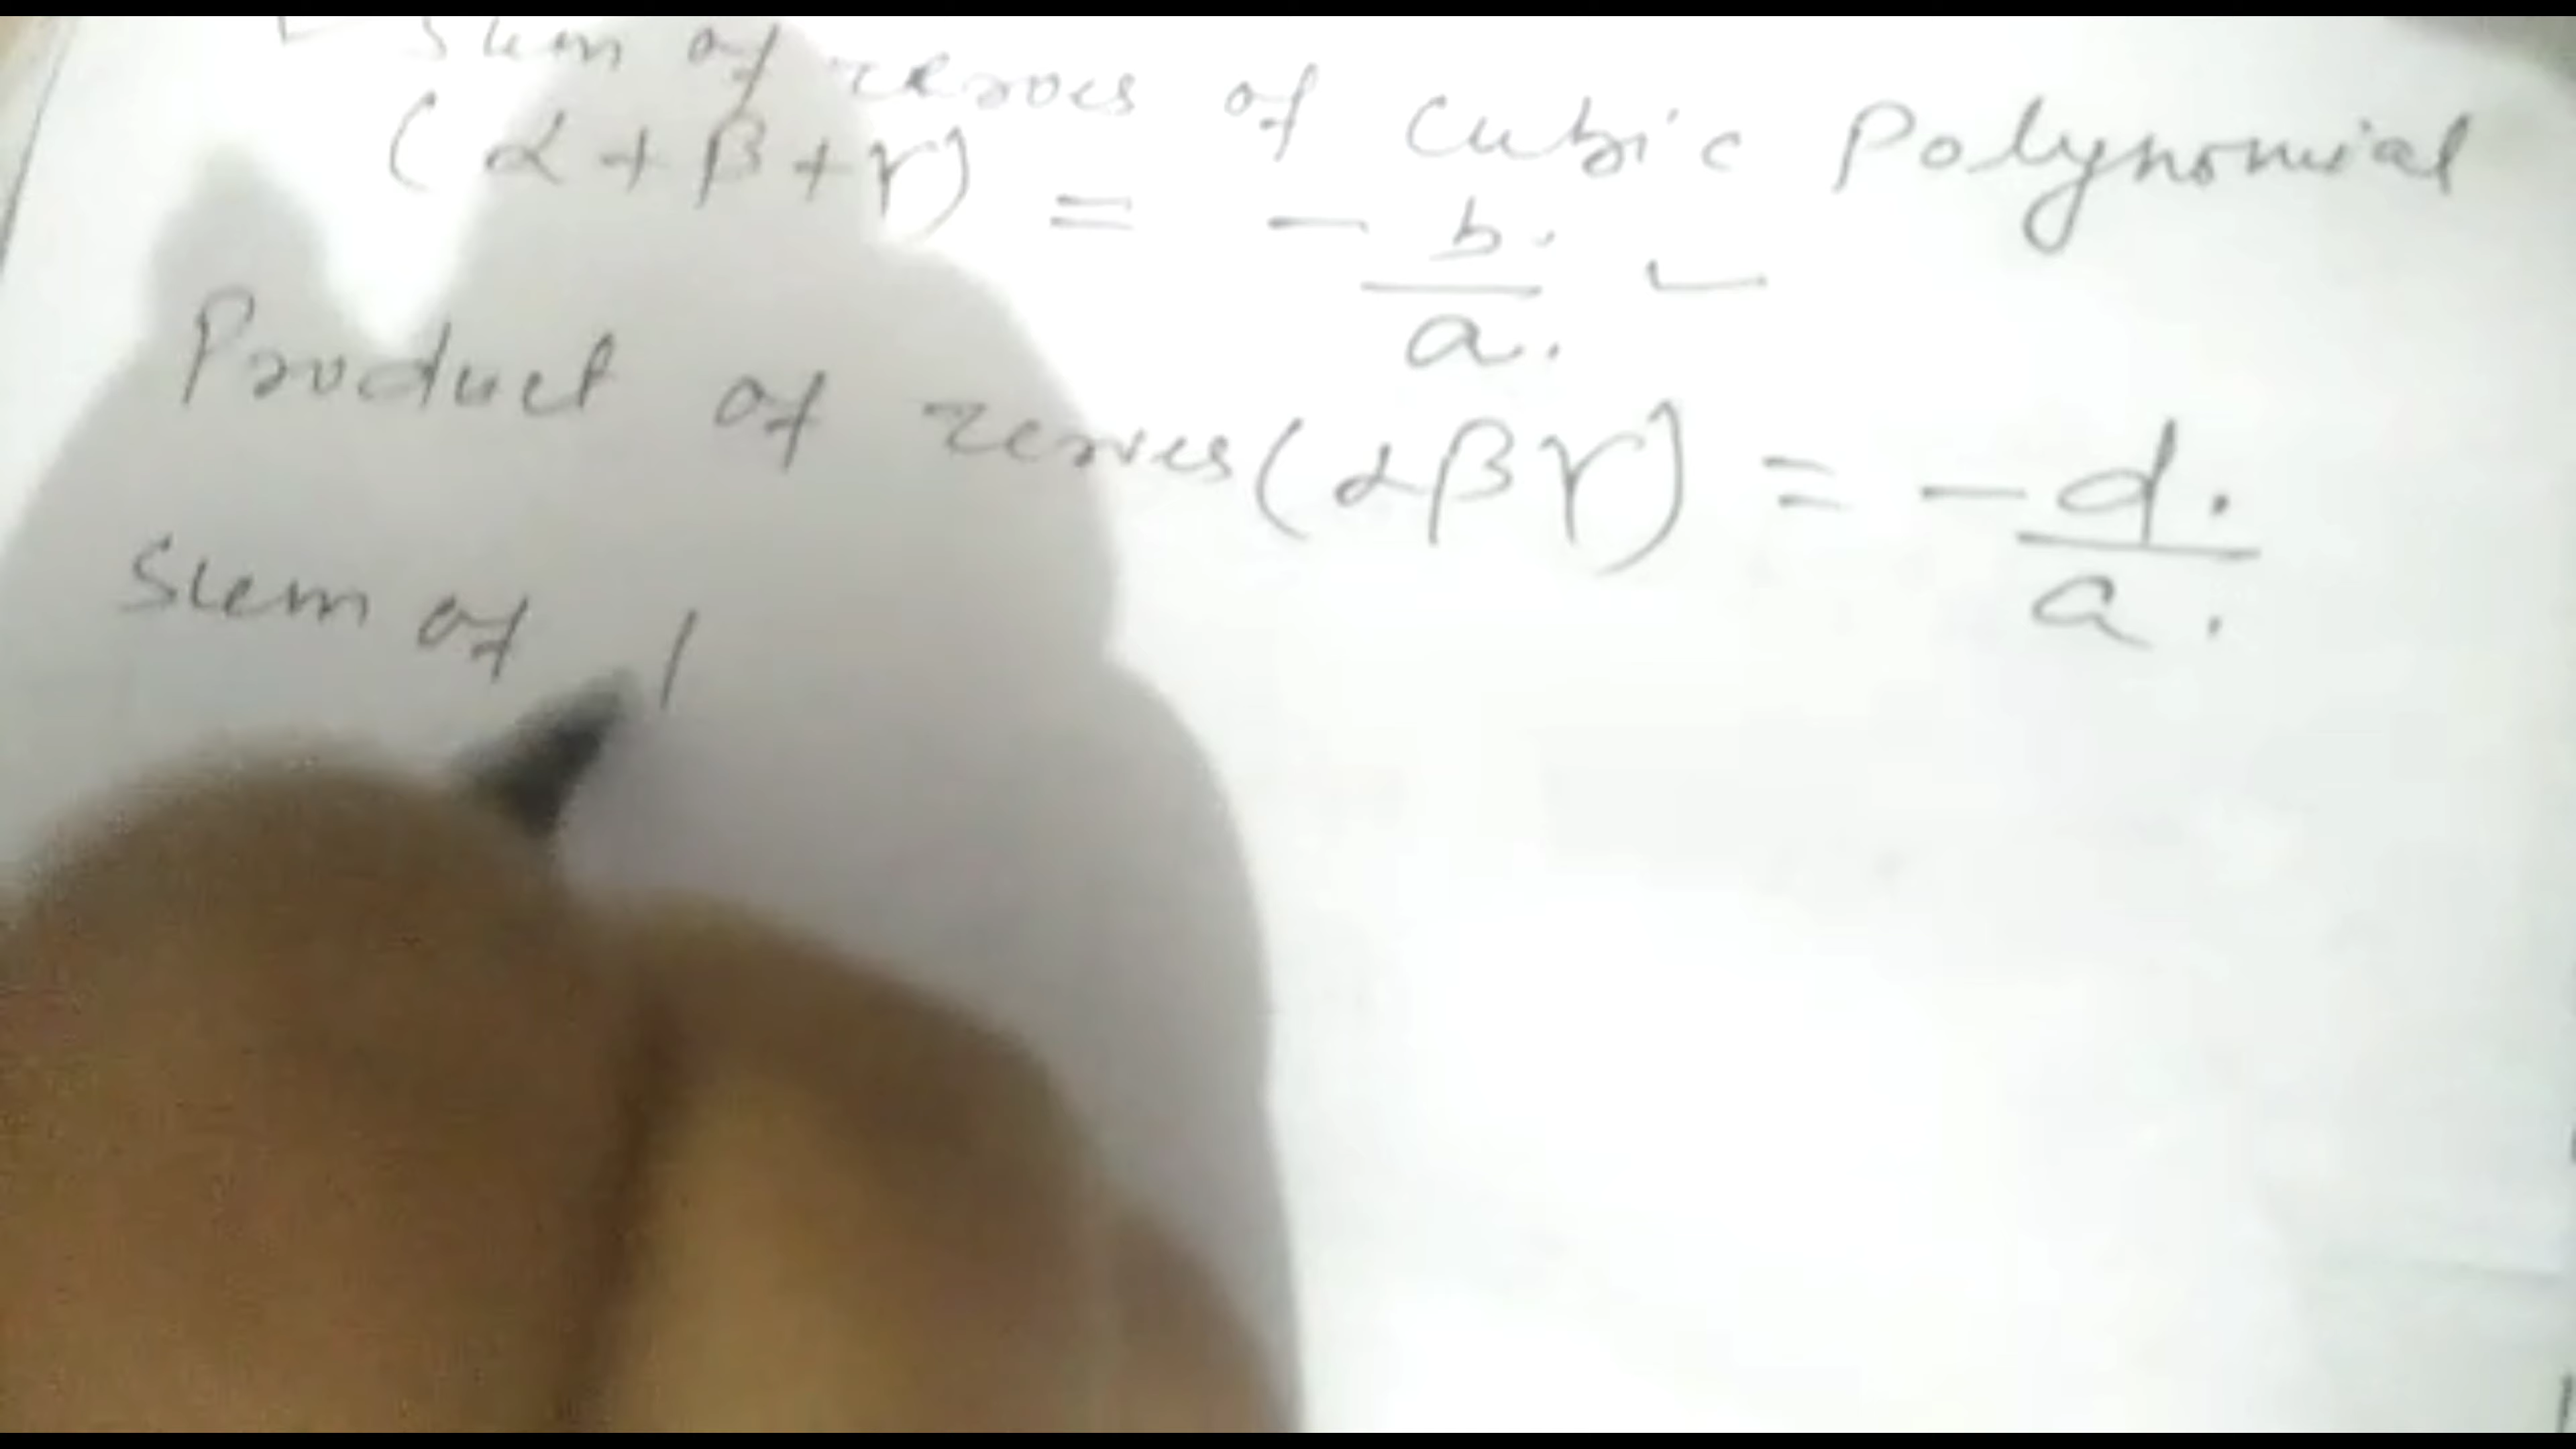 Sum of zeroes of Cubic Polynomial
(α + β + γ) = - b/a.
Product of zeroes (αβγ) = - d/a.
Sum of